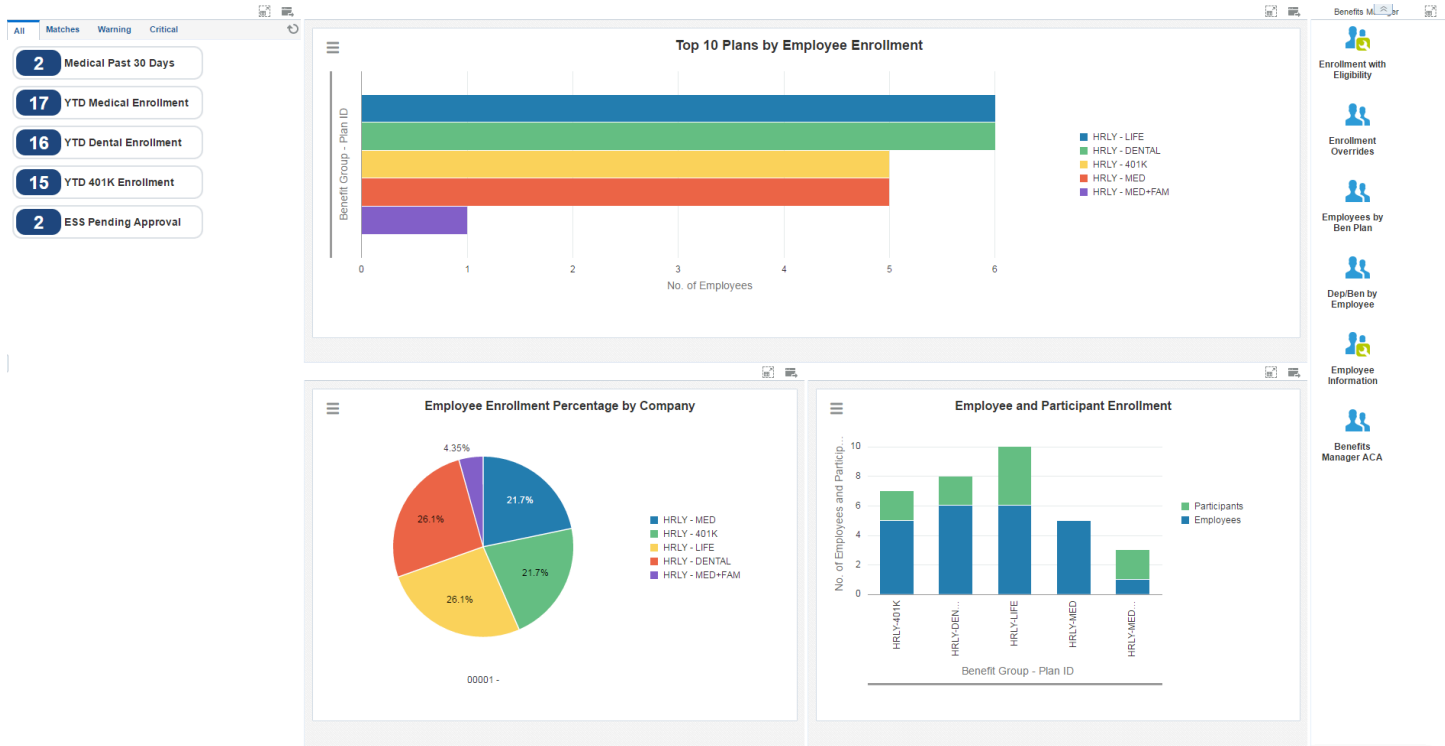 All
Matches
Warning
Critical
2 Medical Past 30 Days
17 YTD Medical Enrollment
16 YTD Dental Enrollment
15 YTD 401K Enrollment
2 ESS Pending Approval
Top 10 Plans by Employee Enrollment
Benefit Group - Plan ID
0 1 2 3 4 5 6
No. of Employees
HRLY - LIFE
HRLY - DENTAL
HRLY - 401K
HRLY - MED
HRLY - MED+FAM
Employee Enrollment Percentage by Company
4.35%
21.7%
26.1%
21.7%
26.1%
00001 -
HRLY - MED
HRLY - 401K
HRLY - LIFE
HRLY - DENTAL
HRLY - MED+FAM
Employee and Participant Enrollment
No. of Employees and Particip...
10
8
6
4
2
0
HRLY-401K
HRLY-DEN...
HRLY-LIFE
HRLY-MED
HRLY-MED...
Benefit Group - Plan ID
Participants
Employees
Benefits
Enrollment with
Eligibility
Enrollment
Overrides
Employees by
Ben Plan
Dep/Ben by
Employee
Employee
Information
Benefits
Manager ACA